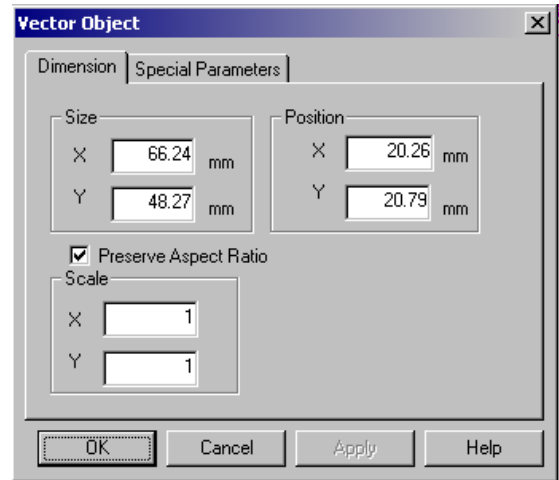 Vector Object
Dimension Special Parameters
Size Position
X 66.24 mm X 20.26 mm
Y 48.27 mm Y 20.79 mm
Preserve Aspect Ratio
Scale
X 1
Y 1
OK Cancel Apply Help